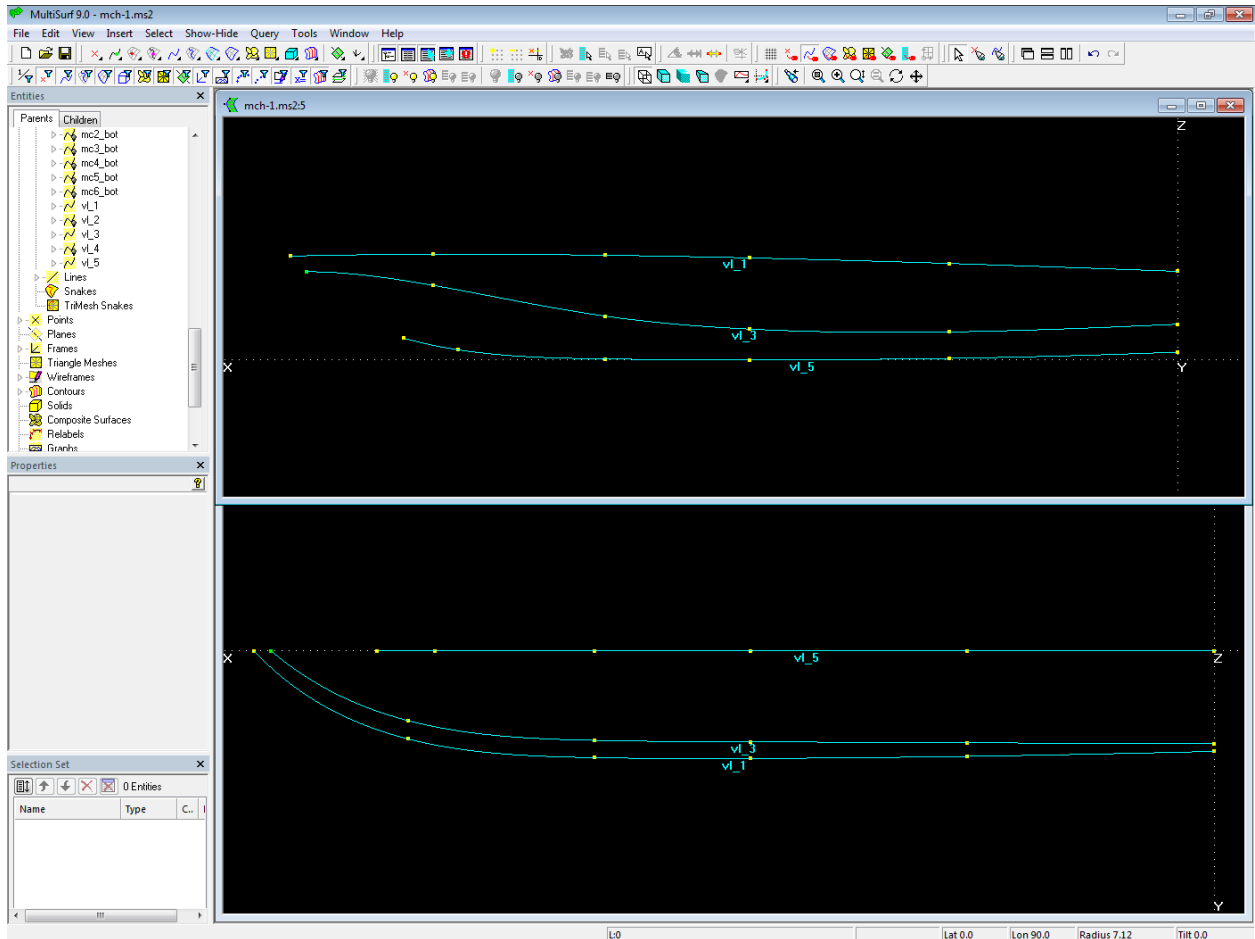 MultiSurf 9.0 - mch-1.ms2
File Edit View Insert Select Show-Hide Query Tools Window Help
Entities
Parents Children
mc2_bot
mc3_bot
mc4_bot
mc5_bot
mc6_bot
vl_1
vl_2
vl_3
vl_4
vl_5
Lines
Snakes
TriMesh Snakes
Points
Planes
Frames
Triangle Meshes
Wireframes
Contours
Solids
Composite Surfaces
Relabels
Graphs
Properties
Selection Set
0 Entities
Name Type C..
mch-1.ms2:5
Z
vl_1
vl_3
X
vl_5
Y
X
vl_5
Z
vl_3
vl_1
Y
L:0
Lat 0.0 Lon 90.0 Radius 7.12 Tilt 0.0